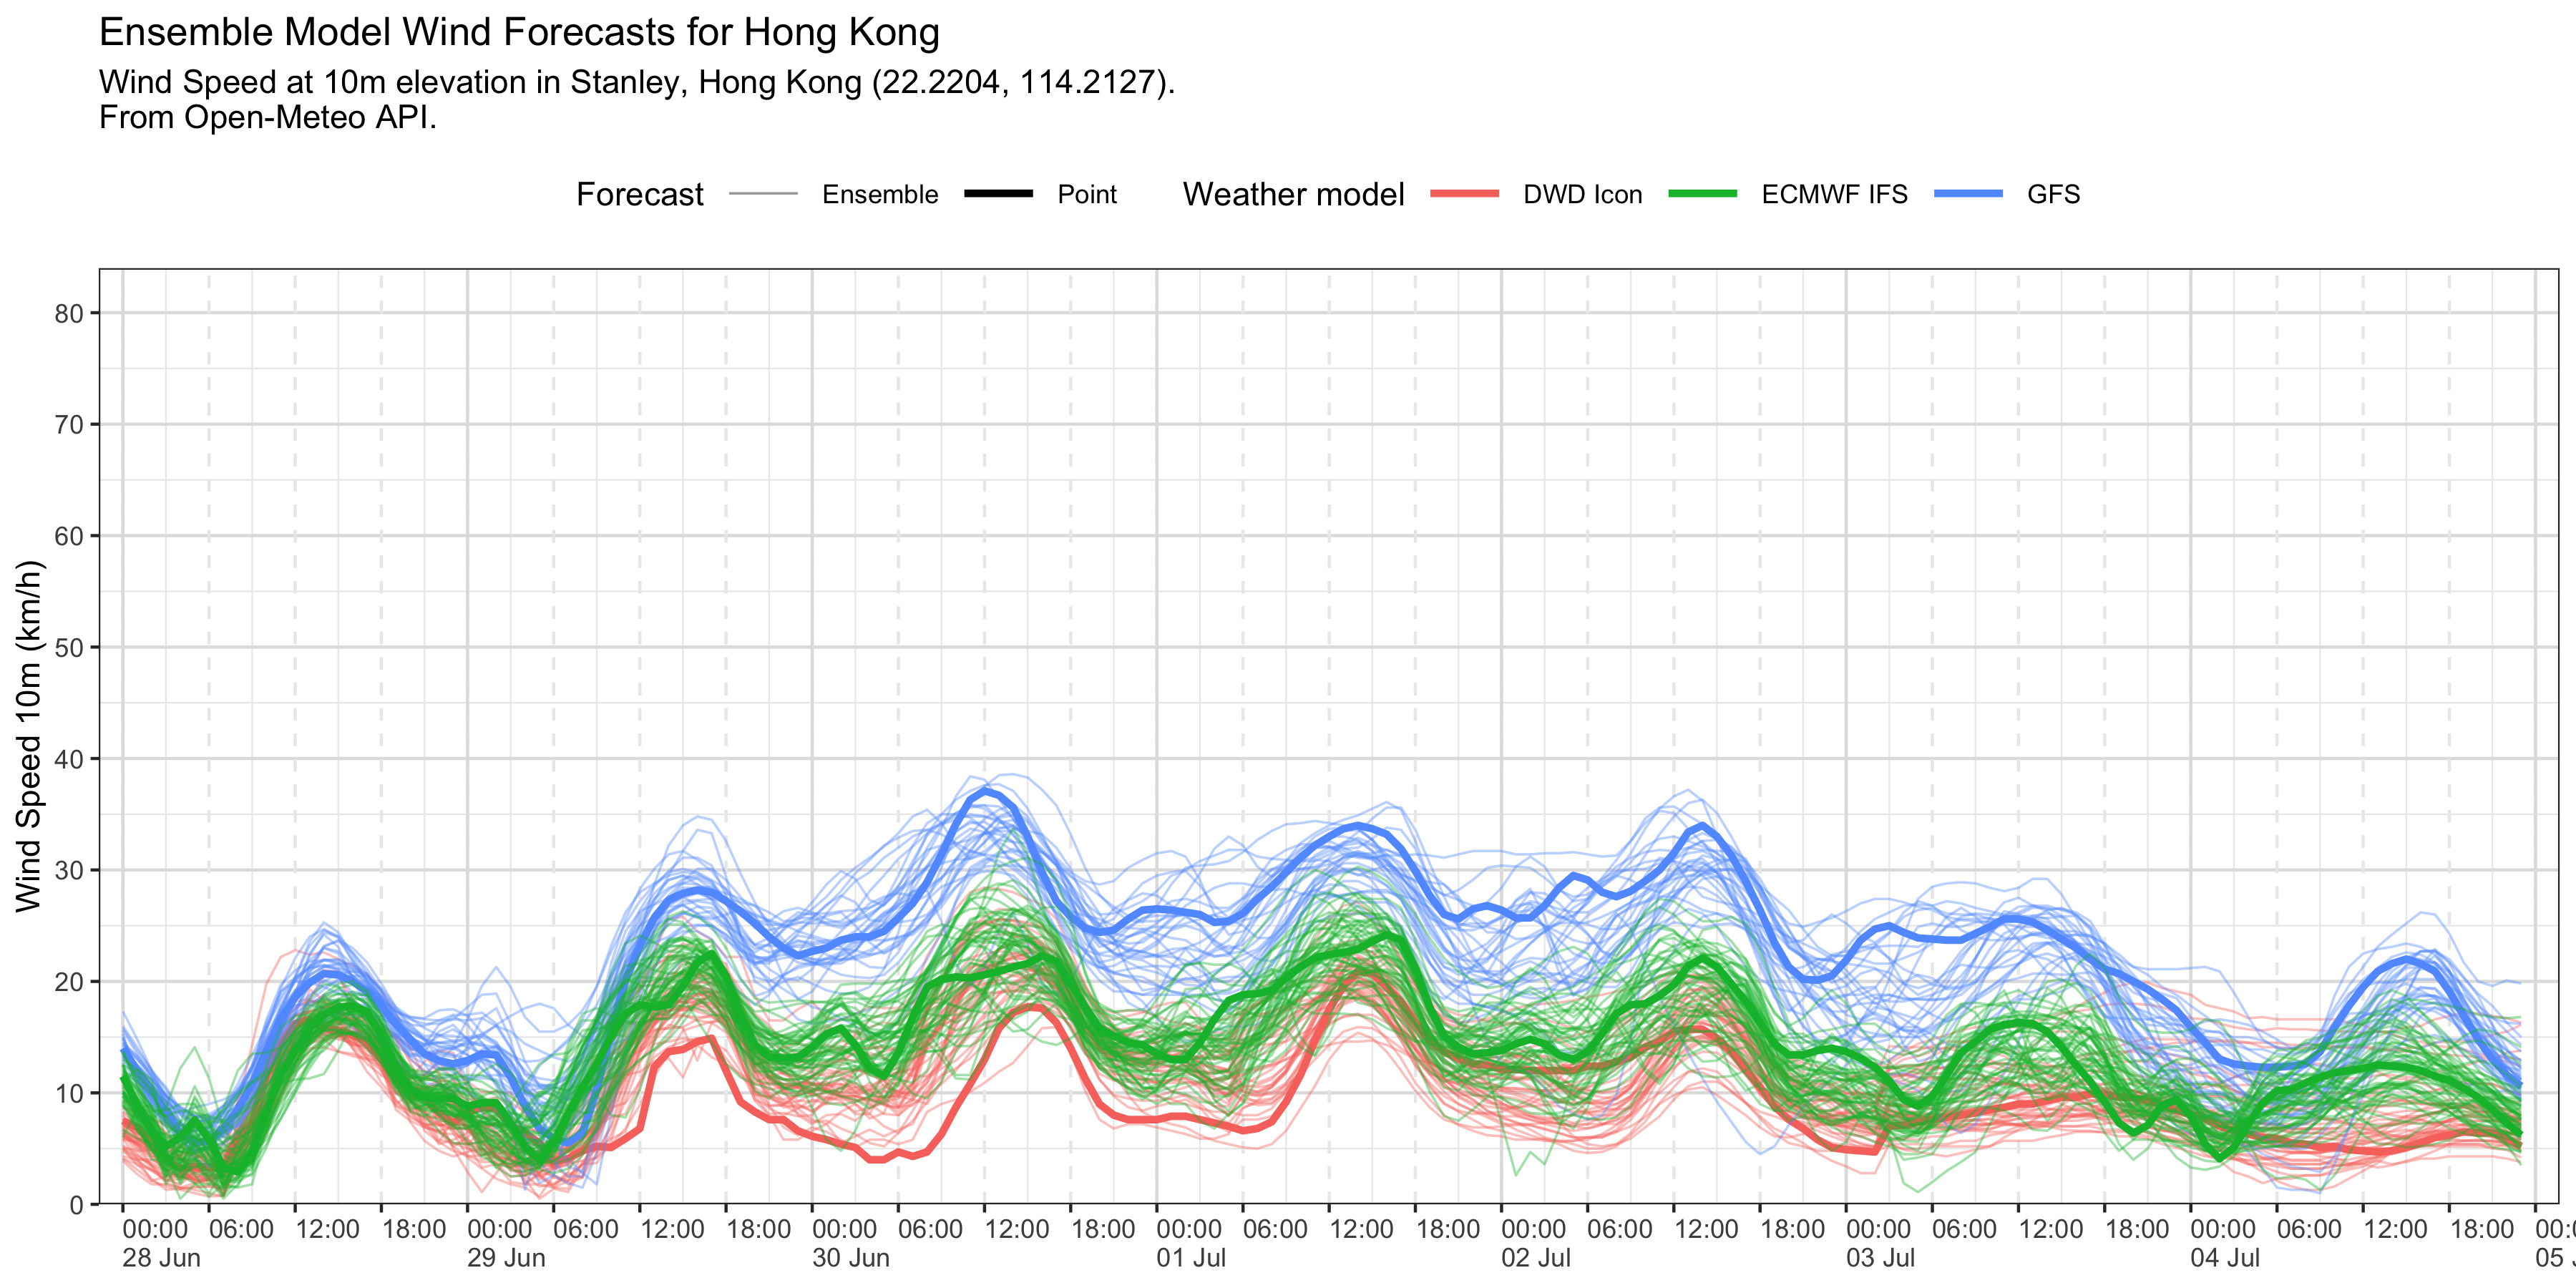 Ensemble Model Wind Forecasts for Hong Kong
Wind Speed at 10m elevation in Stanley, Hong Kong (22.2204, 114.2127).
From Open-Meteo API.
Forecast Ensemble Point Weather model DWD Icon ECMWF IFS GFS
Wind Speed 10m (km/h)
80
70
60
50
40
30
20
10
0
00:00 06:00 12:00 18:00 00:00 06:00 12:00 18:00 00:00 06:00 12:00 18:00 00:00 06:00 12:00 18:00 00:00 06:00 12:00 18:00 00:00 06:00 12:00 18:00 00:00 06:00 12:00 18:00
28 Jun 29 Jun 30 Jun 01 Jul 02 Jul 03 Jul 04 Jul 05